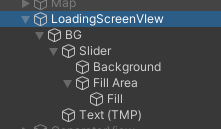 Map
LoadingScreenVIew
BG
Slider
Background
Fill Area
Fill
Text (TMP)